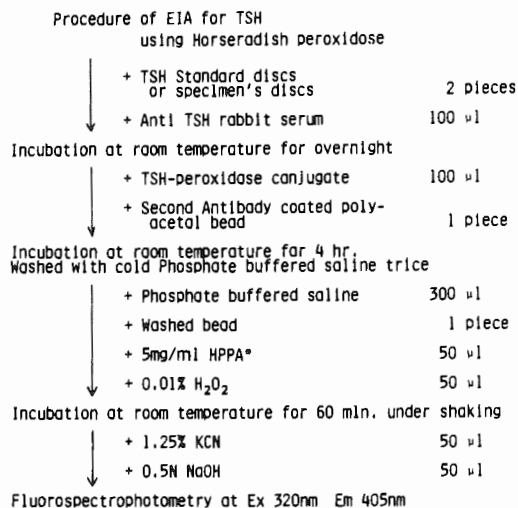 Procedure of EIA for TSH
using Horseradish peroxidose
+ TSH Standard discs
or specimen's discs 2 pieces
+ Anti TSH rabbit serum 100 μl
Incubation at room temperature for overnight
+ TSH-peroxidase canjugate 100 μl
+ Second Antibady coated poly-
acetal bead 1 piece
Incubation at room temperature far 4 hr.
Washed with cold Phosphate buffered saline trice
+ Phosphate buffered saline 300 μl
+ Washed bead 1 piece
+ 5mg/ml HPPA* 50 μl
+ 0.01% H₂O₂ 50 μl
Incubation at room temperature for 60 mln. under shaking
+ 1.25% KCN 50 μl
+ 0.5N NaOH 50 μl
Fluorospectrophotometry at Ex 320nm Em 405nm